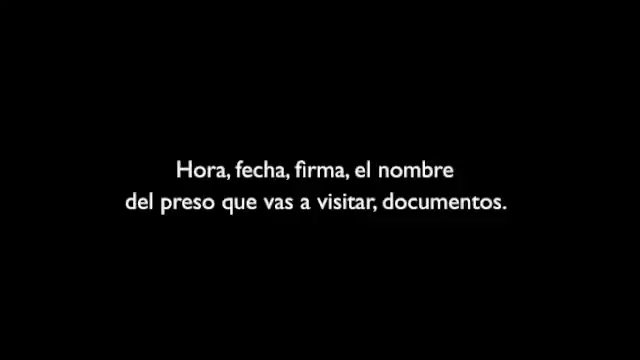 Hora, fecha, firma, el nombre
del preso que vas a visitar, documentos.